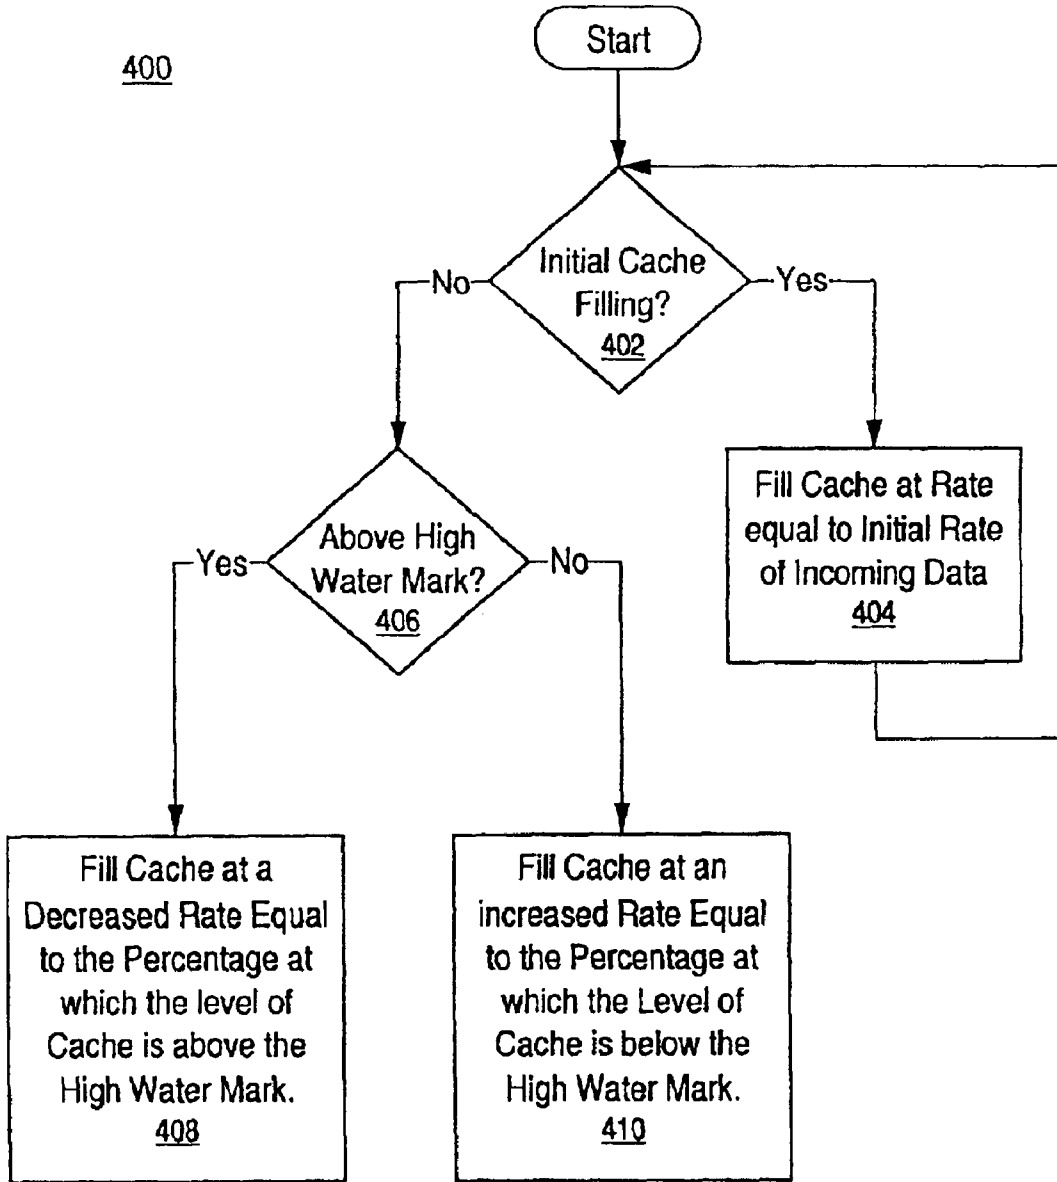 400
Start
Initial Cache
Filling?
402
No
Yes
Fill Cache at Rate
equal to Initial Rate
of Incoming Data
404
Above High
Water Mark?
406
Yes
No
Fill Cache at a
Decreased Rate Equal
to the Percentage at
which the level of
Cache is above the
High Water Mark.
408
Fill Cache at an
increased Rate Equal
to the Percentage at
which the Level of
Cache is below the
High Water Mark.
410